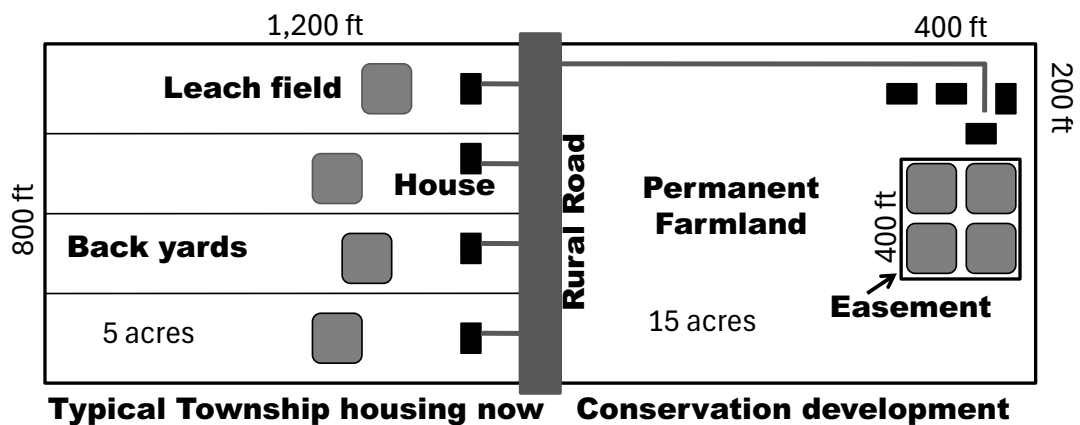 1,200 ft
400 ft
Leach field
200 ft
House
800 ft
Rural Road
Permanent
Farmland
Back yards
400 ft
Easement
5 acres
15 acres
Typical Township housing now
Conservation development